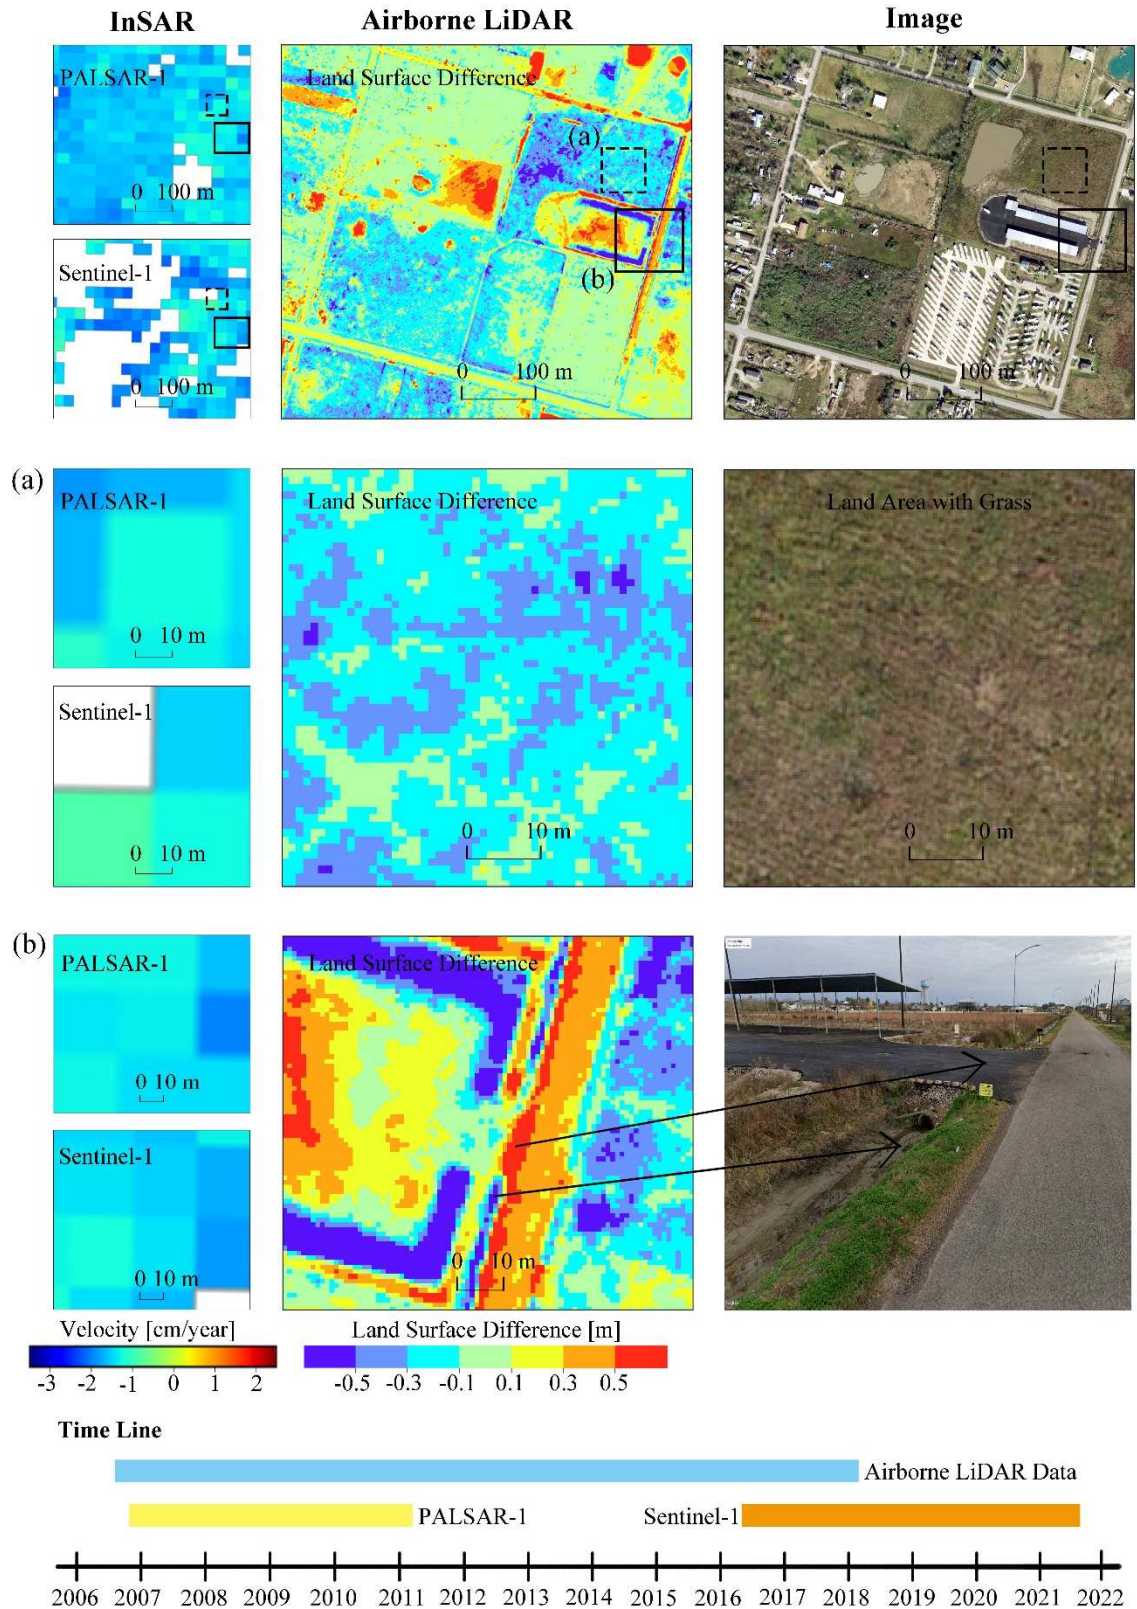 InSAR
Airborne LiDAR
Image
PALSAR-1
0 100 m
Sentinel-1
0 100 m
Land Surface Difference
(a)
(b)
0 100 m
0 100 m
(a)
PALSAR-1
0 10 m
Sentinel-1
0 10 m
Land Surface Difference
0 10 m
Land Area with Grass
0 10 m
(b)
PALSAR-1
0 10 m
Sentinel-1
0 10 m
Land Surface Difference
0 10 m
Velocity [cm/year]
-3 -2 -1 0 1 2
Land Surface Difference [m]
-0.5 -0.3 -0.1 0.1 0.3 0.5
Time Line
Airborne LiDAR Data
PALSAR-1
Sentinel-1
2006 2007 2008 2009 2010 2011 2012 2013 2014 2015 2016 2017 2018 2019 2020 2021 2022